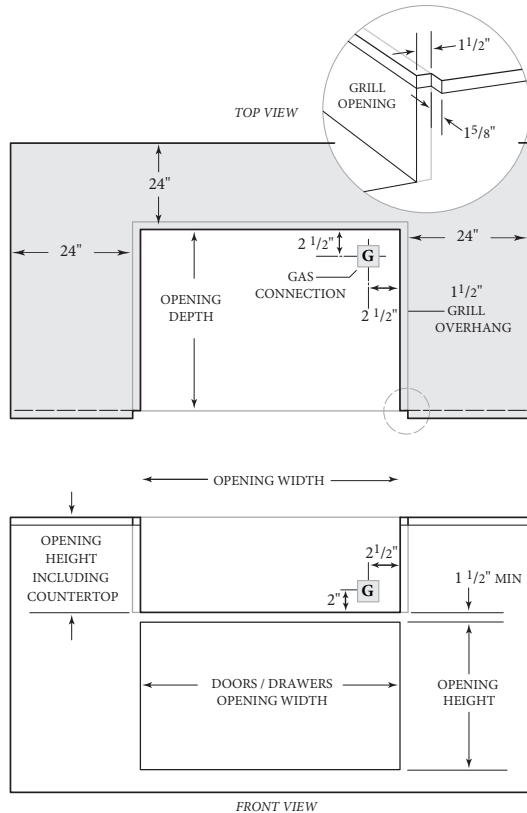 1 1/2"
GRILL
OPENING
1 5/8"
TOP VIEW
24"
24"
2 1/2"
G
24"
GAS
CONNECTION
OPENING
DEPTH
2 1/2"
1 1/2"
GRILL
OVERHANG
OPENING WIDTH
OPENING
HEIGHT
INCLUDING
COUNTERTOP
2 1/2"
2"
G
1 1/2" MIN
DOORS / DRAWERS
OPENING WIDTH
OPENING
HEIGHT
FRONT VIEW